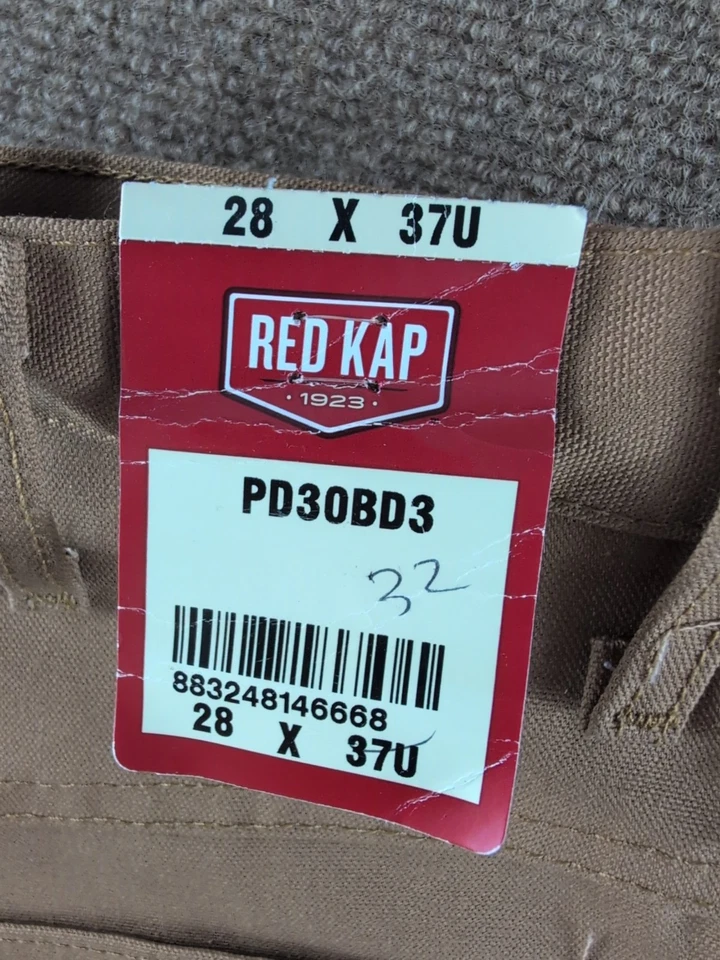 28 X 37U
RED KAP
· 1923 ·
PD30BD3
32
883248146668
28 X 37U